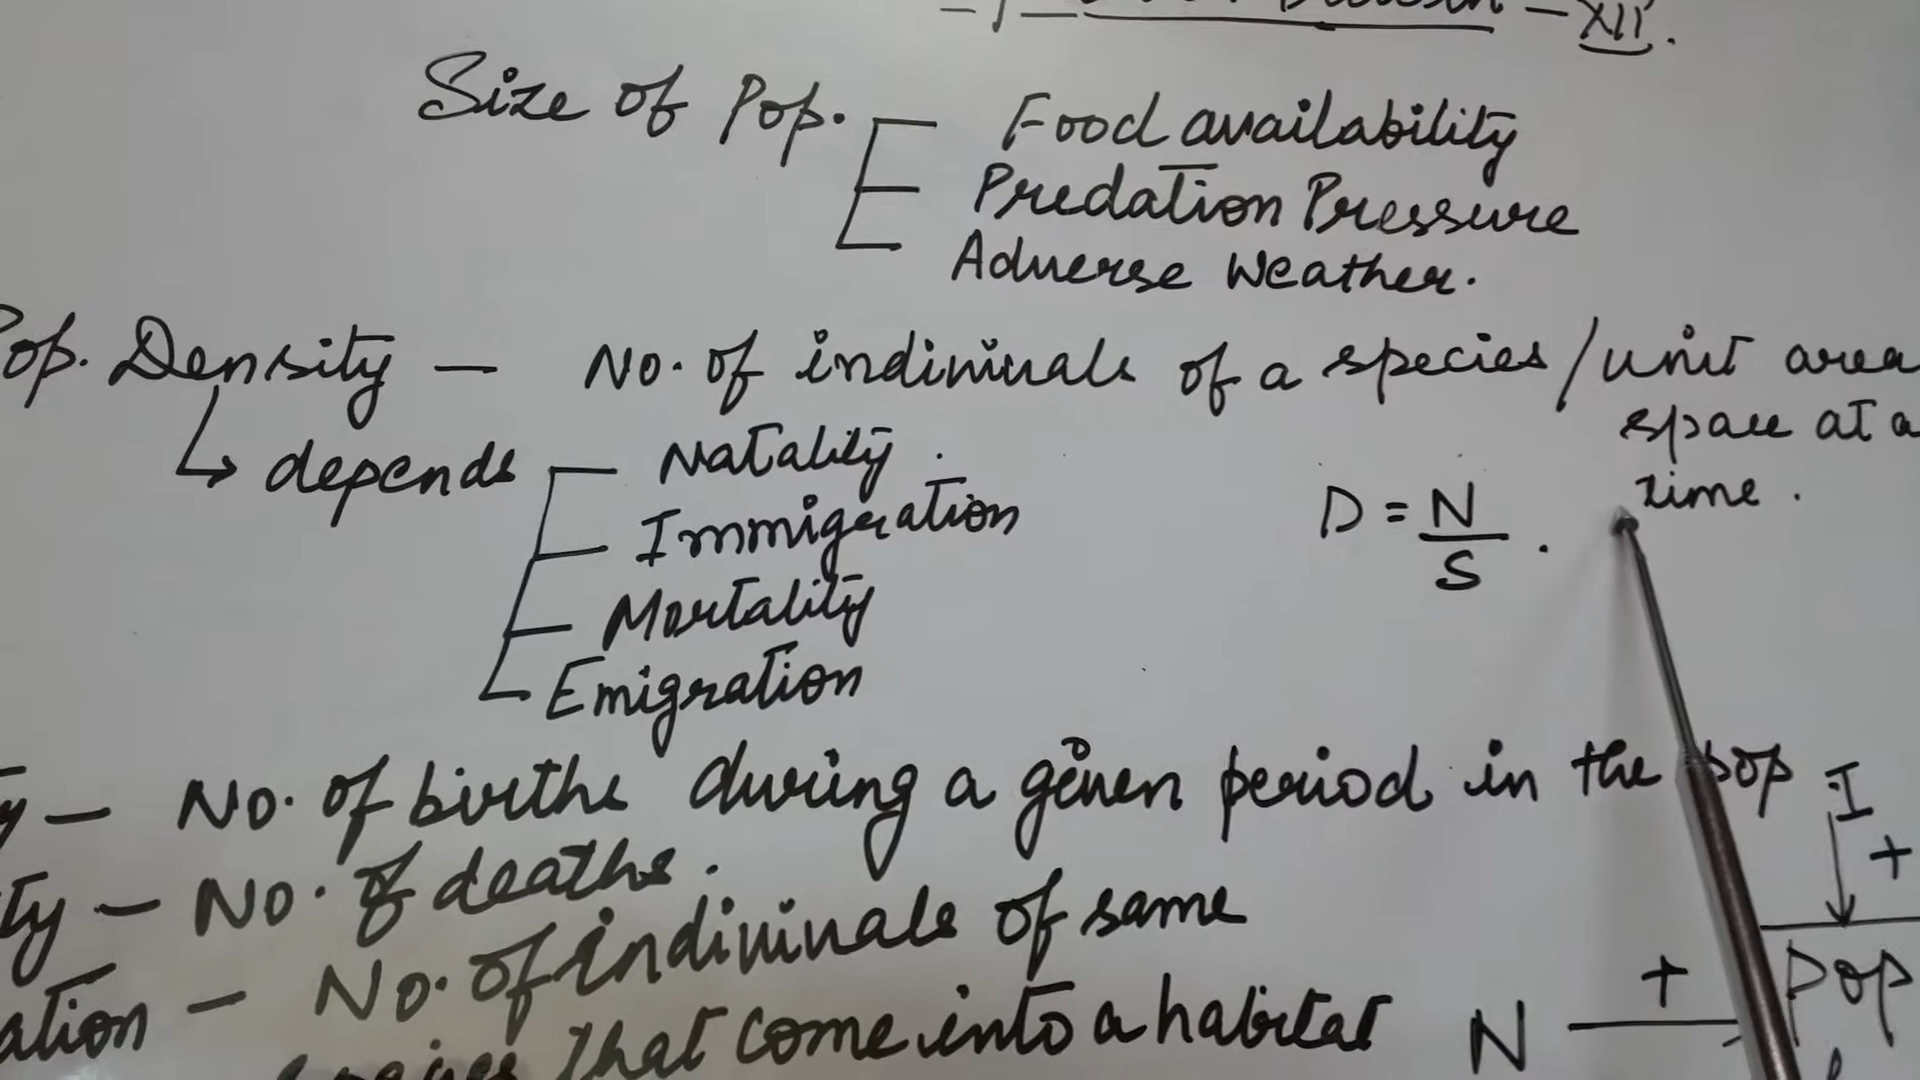 - XII.
Size of Pop. Food availability
Predation Pressure
Adverse Weather.
Pop. Density - No. of individuals of a species/unit area
space at a
time.
depends Natality
Immigration
Mortality
Emigration
D = N
S
y - No. of births during a given period in the pop
I
+
ty - No. of deaths.
ation - No. of individuals of same
that come into a habitat
N + Pop